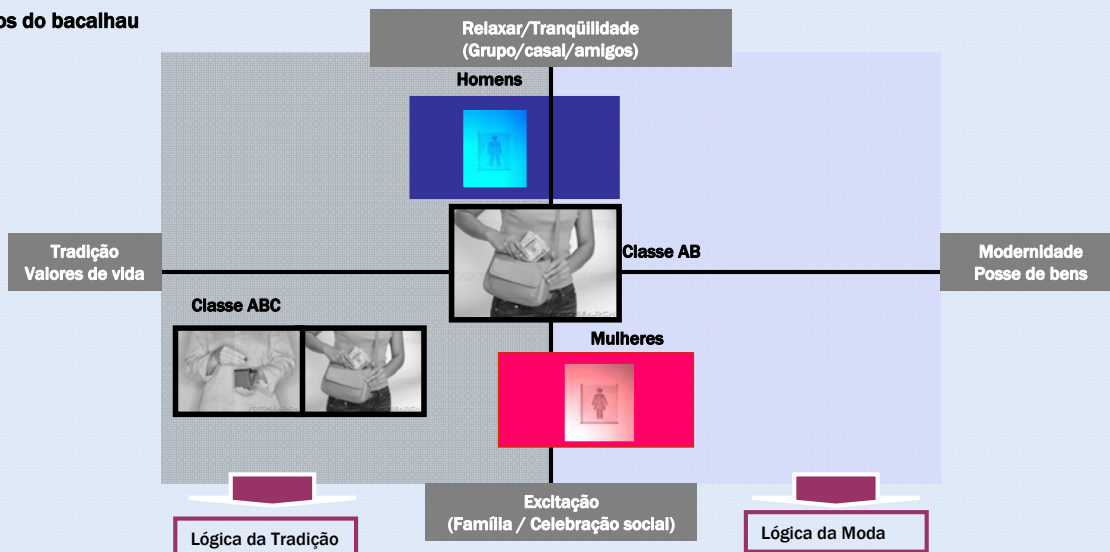 os do bacalhau
Relaxar/Tranqüilidade
(Grupo/casal/amigos)
Homens
Tradição
Valores de vida
Classe AB
Modernidade
Posse de bens
Classe ABC
Mulheres
Excitação
(Família / Celebração social)
Lógica da Tradição
Lógica da Moda